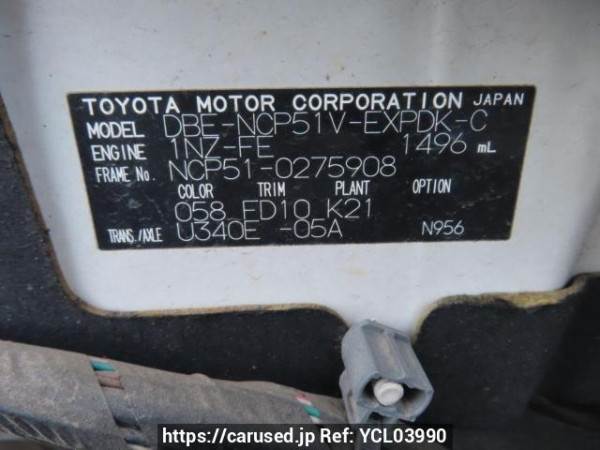 TOYOTA MOTOR CORPORATION JAPAN
MODEL DBE-NCP51V-EXPDK-C
ENGINE 1NZ-FE 1496 mL
FRAME No. NCP51-0275908
COLOR TRIM PLANT OPTION
058 FD10 K21
TRANS./AXLE U340E -05A N956
https://carused.jp Ref: YCL03990